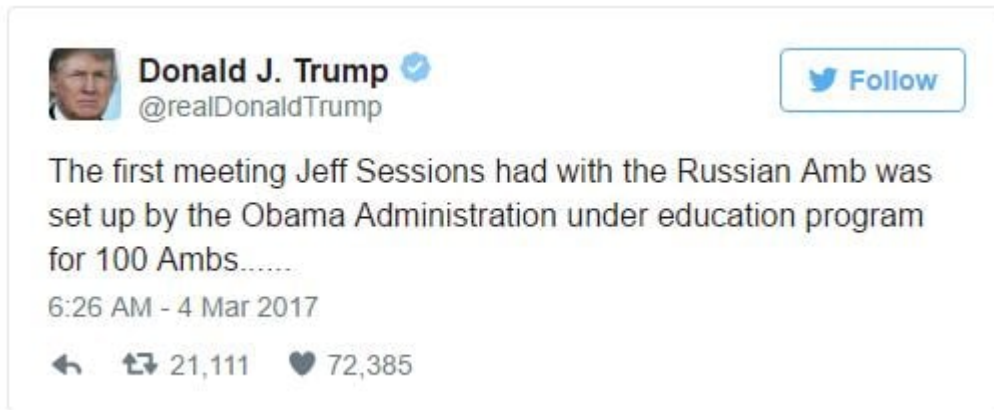 Donald J. Trump
@realDonaldTrump
Follow
The first meeting Jeff Sessions had with the Russian Amb was
set up by the Obama Administration under education program
for 100 Ambs......
6:26 AM - 4 Mar 2017
21,111 72,385